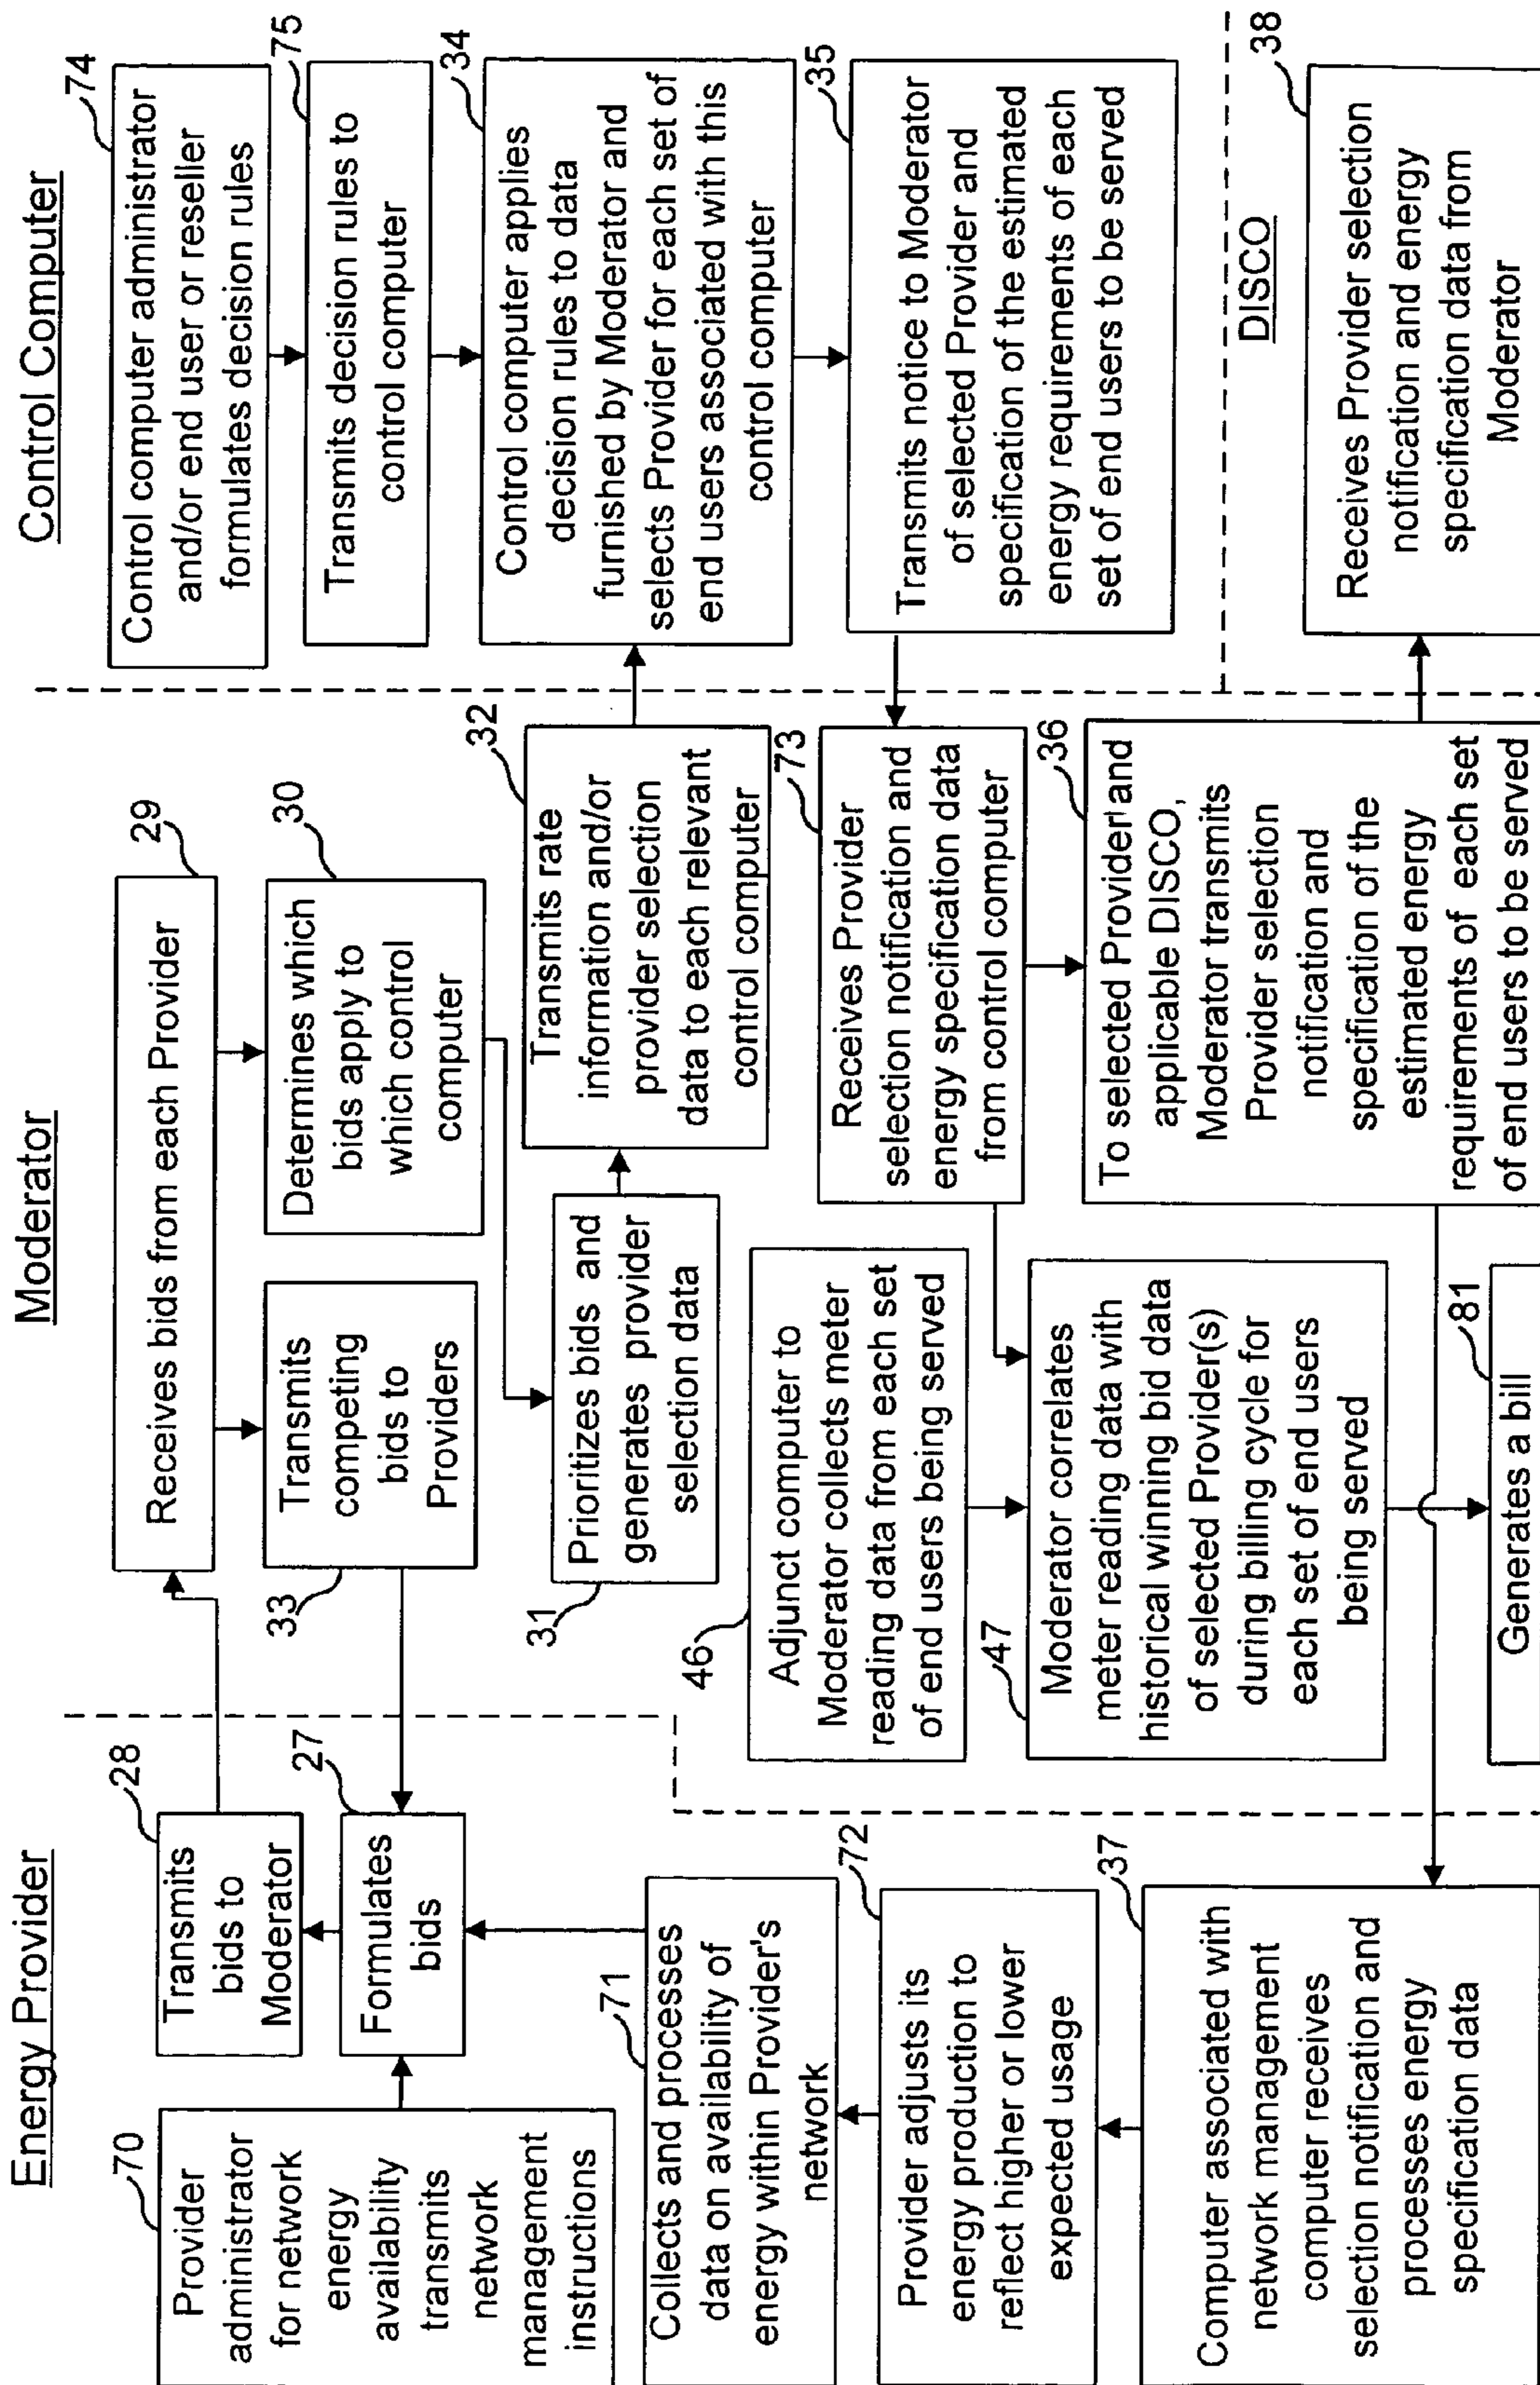 Energy Provider
70
Provider
administrator
for network
energy
availability
transmits
network
management
instructions
28
Transmits
bids to
Moderator
27
Formulates
bids
71
Collects and processes
data on availability of
energy within Provider's
network
72
Provider adjusts its
energy production to
reflect higher or lower
expected usage
37
Computer associated with
network management
computer receives
selection notification and
processes energy
specification data
Moderator
29
Receives bids from each Provider
33
Transmits
competing
bids to
Providers
30
Determines which
bids apply to
which control
computer
31
Prioritizes bids and
generates provider
selection data
32
Transmits rate
information and/or
provider selection
data to each relevant
control computer
46
Adjunct computer to
Moderator collects meter
reading data from each set
of end users being served
73
Receives Provider
selection notification and
energy specification data
from control computer
47
Moderator correlates
meter reading data with
historical winning bid data
of selected Provider(s)
during billing cycle for
each set of end users
being served
36
To selected Provider and
applicable DISCO,
Moderator transmits
Provider selection
notification and
specification of the
estimated energy
requirements of each set
of end users to be served
81
Generates a bill
Control Computer
74
Control computer administrator
and/or end user or reseller
formulates decision rules
75
Transmits decision rules to
control computer
34
Control computer applies
decision rules to data
furnished by Moderator and
selects Provider for each set of
end users associated with this
control computer
35
Transmits notice to Moderator
of selected Provider and
specification of the estimated
energy requirements of each
set of end users to be served
DISCO
38
Receives Provider selection
notification and energy
specification data from
Moderator